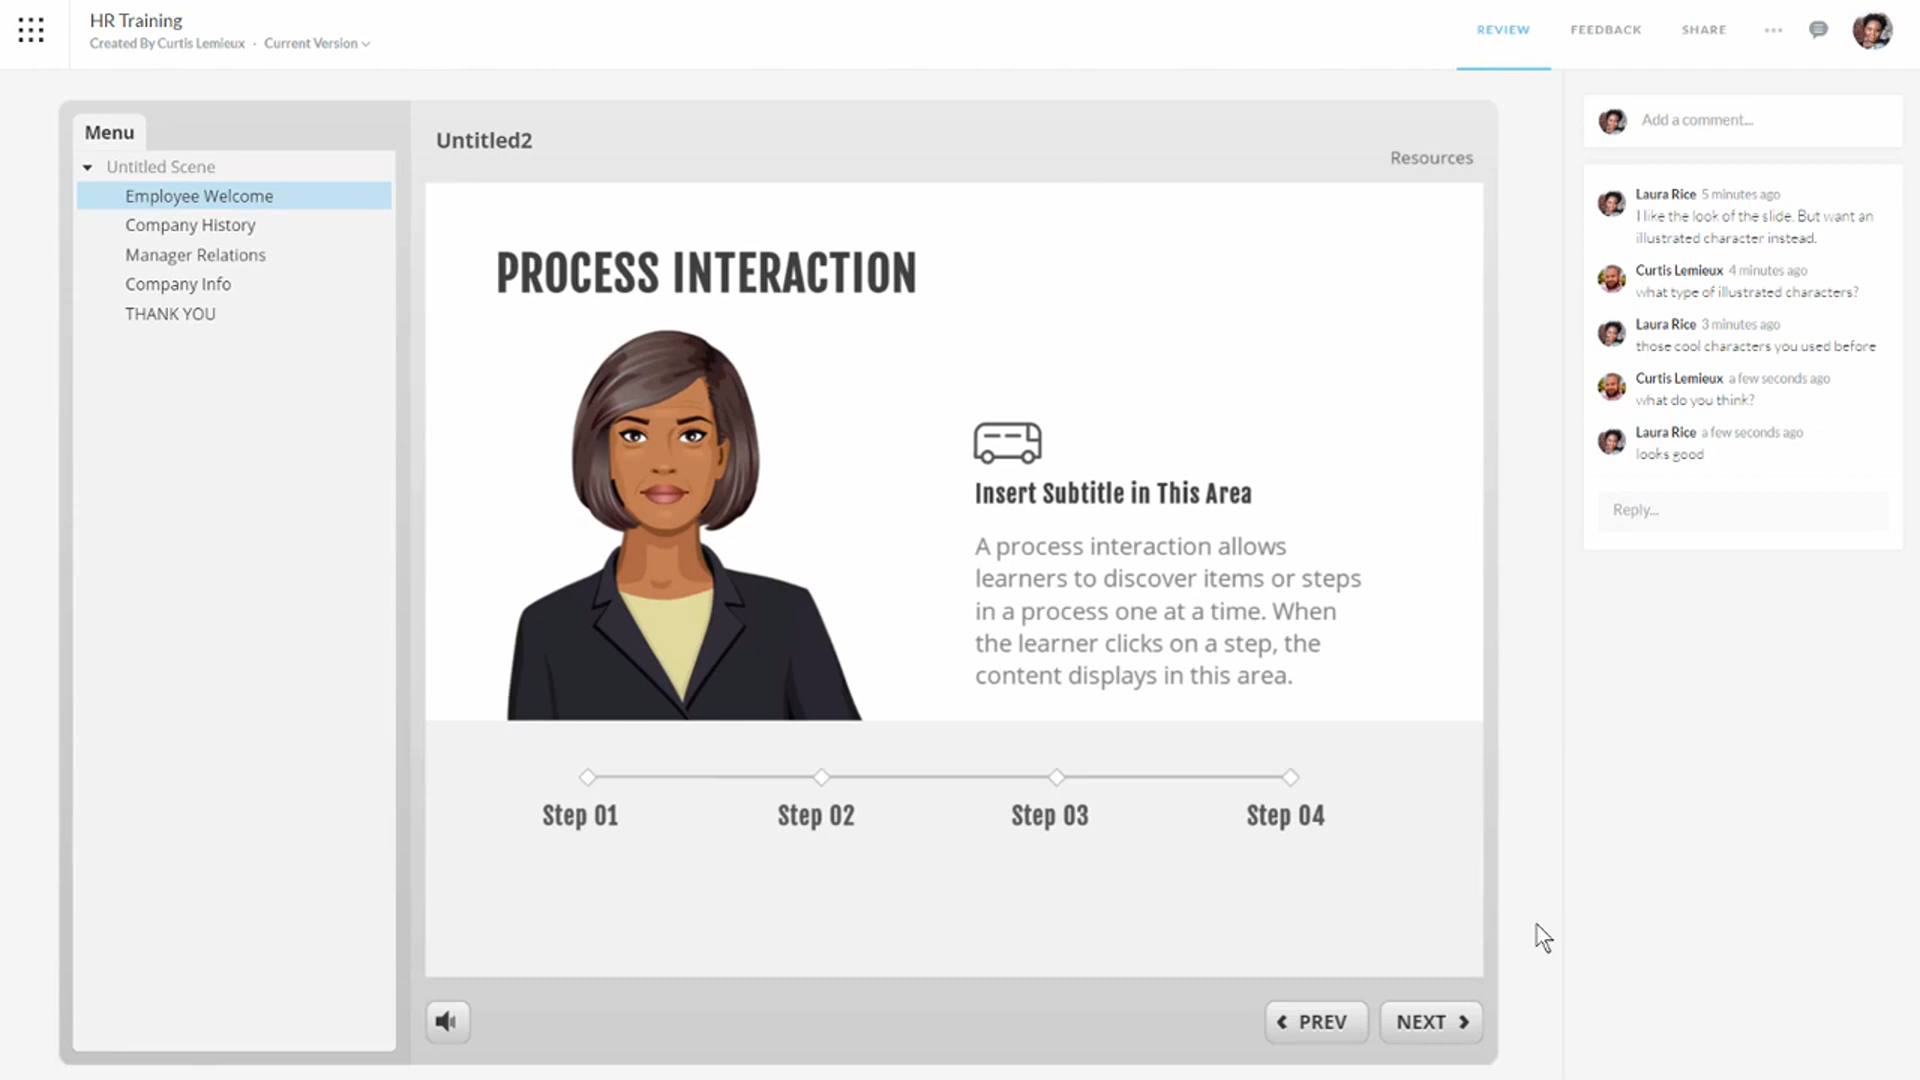 HR Training
Created By Curtis Lemieux · Current Version
REVIEW
FEEDBACK
SHARE
Menu
Untitled Scene
Employee Welcome
Company History
Manager Relations
Company Info
THANK YOU
Untitled2
Resources
PROCESS INTERACTION
Insert Subtitle in This Area
A process interaction allows
learners to discover items or steps
in a process one at a time. When
the learner clicks on a step, the
content displays in this area.
Step 01
Step 02
Step 03
Step 04
PREV
NEXT
Add a comment...
Laura Rice 5 minutes ago
I like the look of the slide. But want an
illustrated character instead.
Curtis Lemieux 4 minutes ago
what type of illustrated characters?
Laura Rice 3 minutes ago
those cool characters you used before
Curtis Lemieux a few seconds ago
what do you think?
Laura Rice a few seconds ago
looks good
Reply...